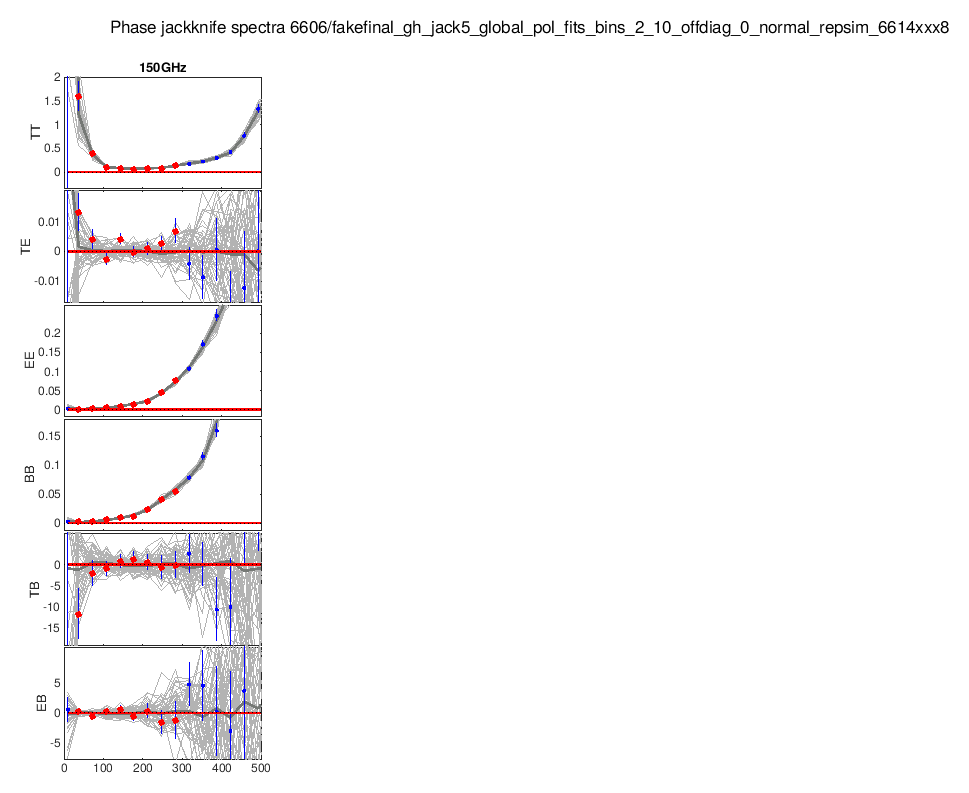 Phase jackknife spectra 6606/fakefinal_gh_jack5_global_pol_fits_bins_2_10_offdiag_0_normal_repsim_6614xxx8
150GHz
2
1.5
1
0.5
0
TT
0.01
0
-0.01
TE
0.2
0.15
0.1
0.05
0
EE
0.15
0.1
0.05
0
BB
0
-5
-10
-15
TB
5
0
-5
EB
0 100 200 300 400 500